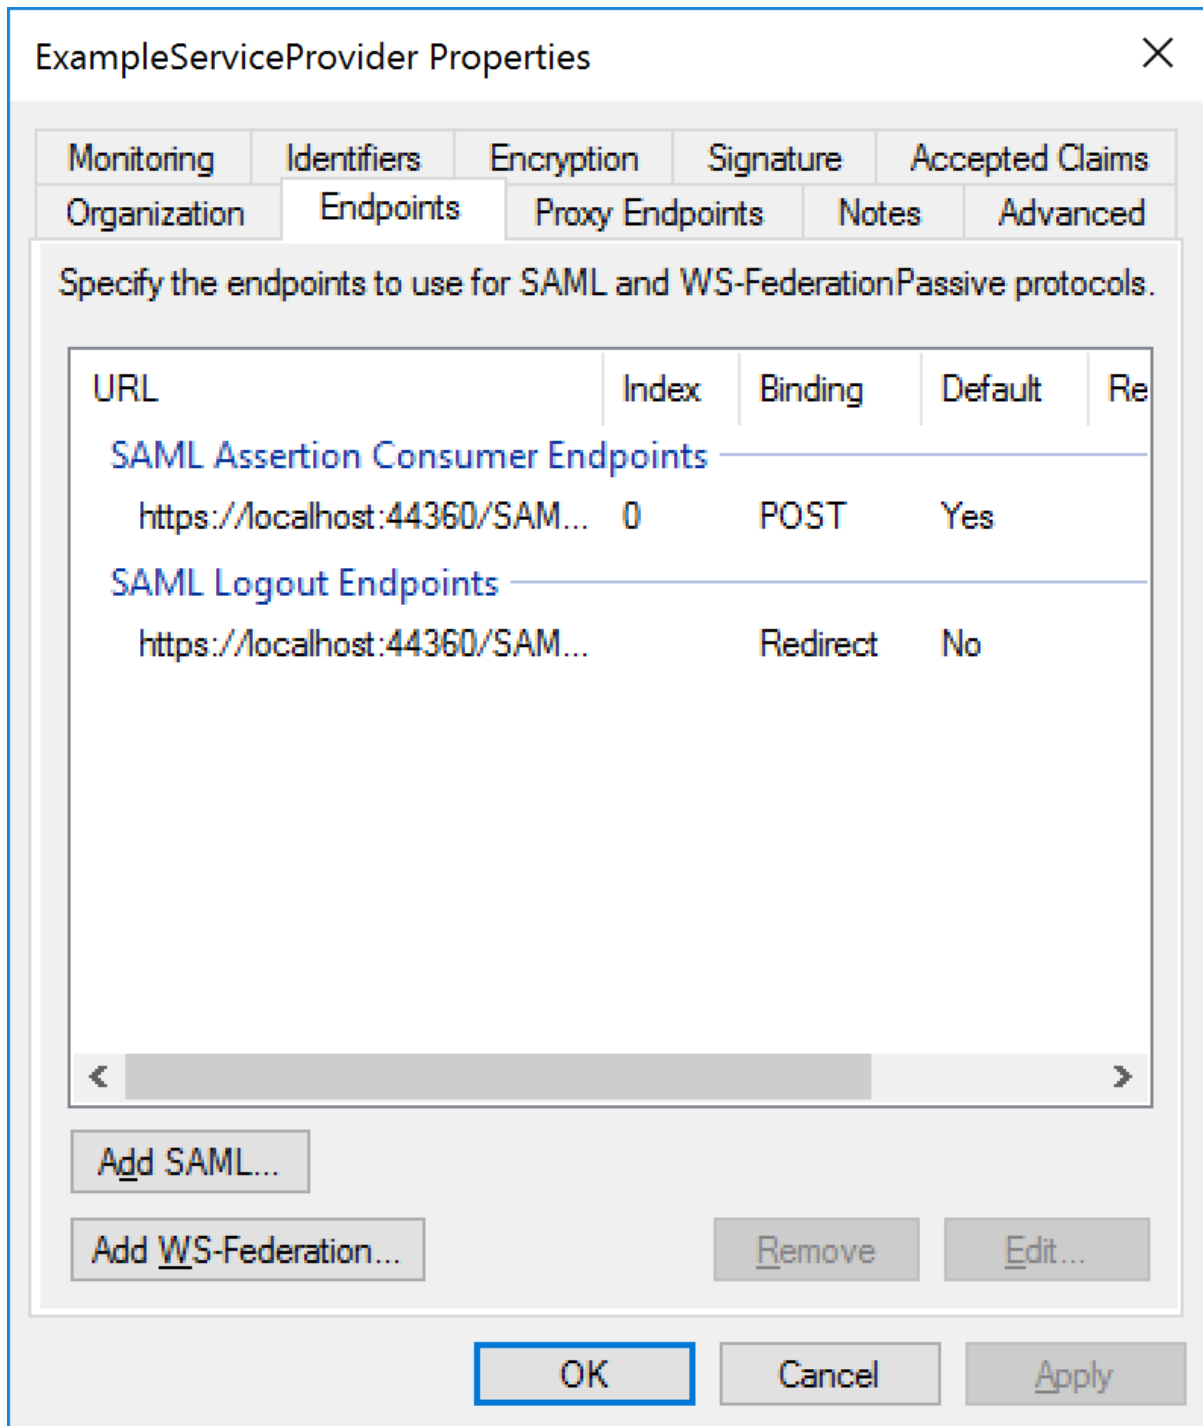 ExampleServiceProvider Properties
Monitoring Identifiers Encryption Signature Accepted Claims
Organization Endpoints Proxy Endpoints Notes Advanced
Specify the endpoints to use for SAML and WS-FederationPassive protocols.
URL Index Binding Default Re
SAML Assertion Consumer Endpoints
https://localhost:44360/SAM... 0 POST Yes
SAML Logout Endpoints
https://localhost:44360/SAM... Redirect No
Add SAML...
Add WS-Federation... Remove Edit...
OK Cancel Apply